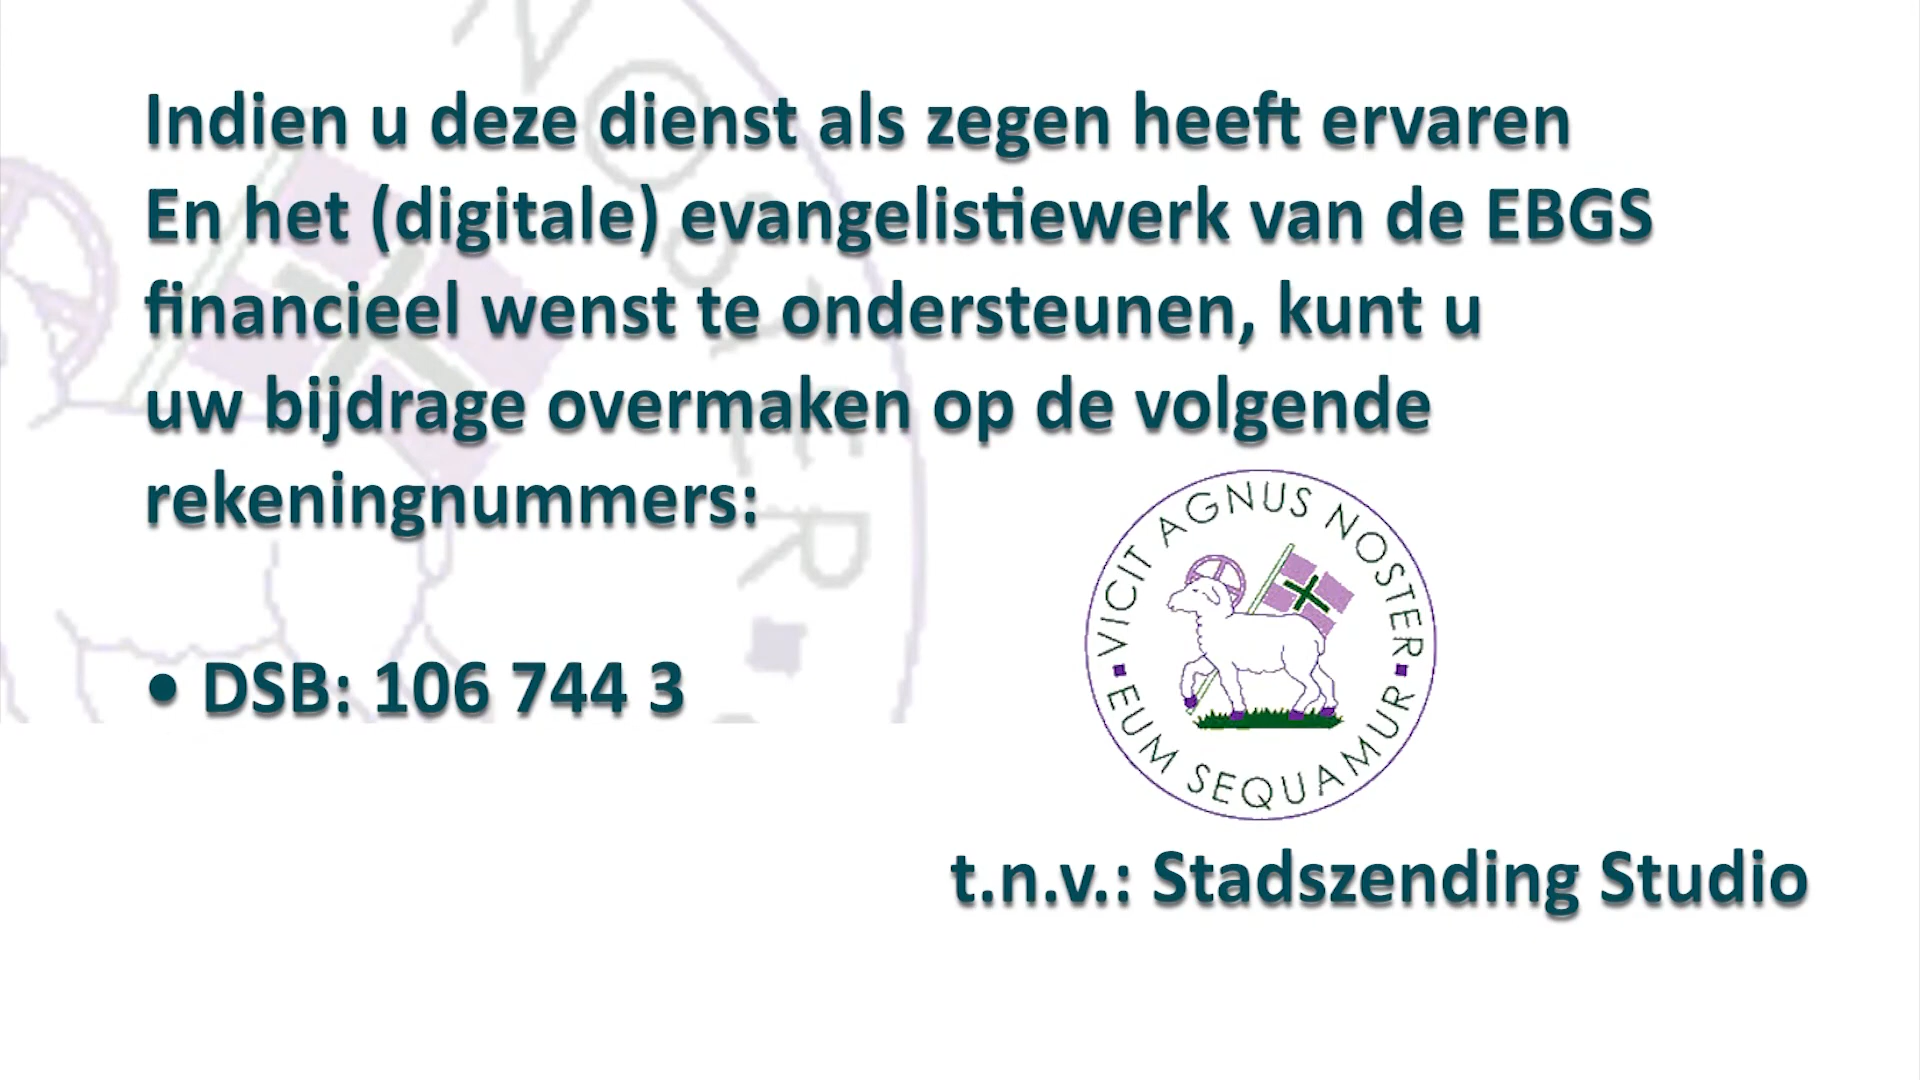 Indien u deze dienst als zegen heeft ervaren
En het (digitale) evangelistiewerk van de EBGS
financieel wenst te ondersteunen, kunt u
uw bijdrage overmaken op de volgende
rekeningnummers:
• DSB: 106 744 3
VICIT AGNUS NOSTER
EUM SEQUAMUR
t.n.v.: Stadszending Studio